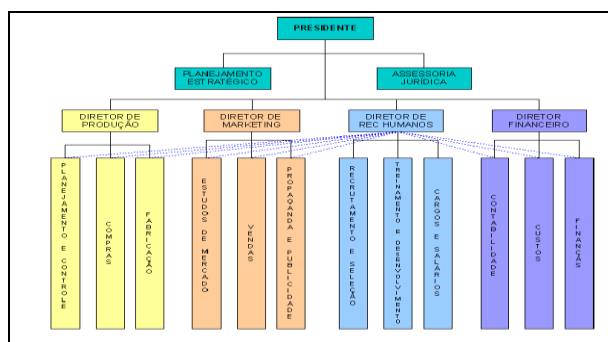 PRESIDENTE
PLANEJAMENTO
ESTRATÉGICO
ASSESSORIA
JURÍDICA
DIRETOR DE
PRODUÇÃO
DIRETOR DE
MARKETING
DIRETOR DE
REC HUMANOS
DIRETOR
FINANCEIRO
PLANEJAMENTO E CONTROLE
COMPRAS
FABRICAÇÃO
ESTUDOS DE MERCADO
VENDAS
PROPAGANDA E PUBLICIDADE
RECRUTAMENTO E SELEÇÃO
TREINAMENTO E DESENVOLVIMENTO
CARGOS E SALÁRIOS
CONTABILIDADE
CUSTOS
FINANÇAS